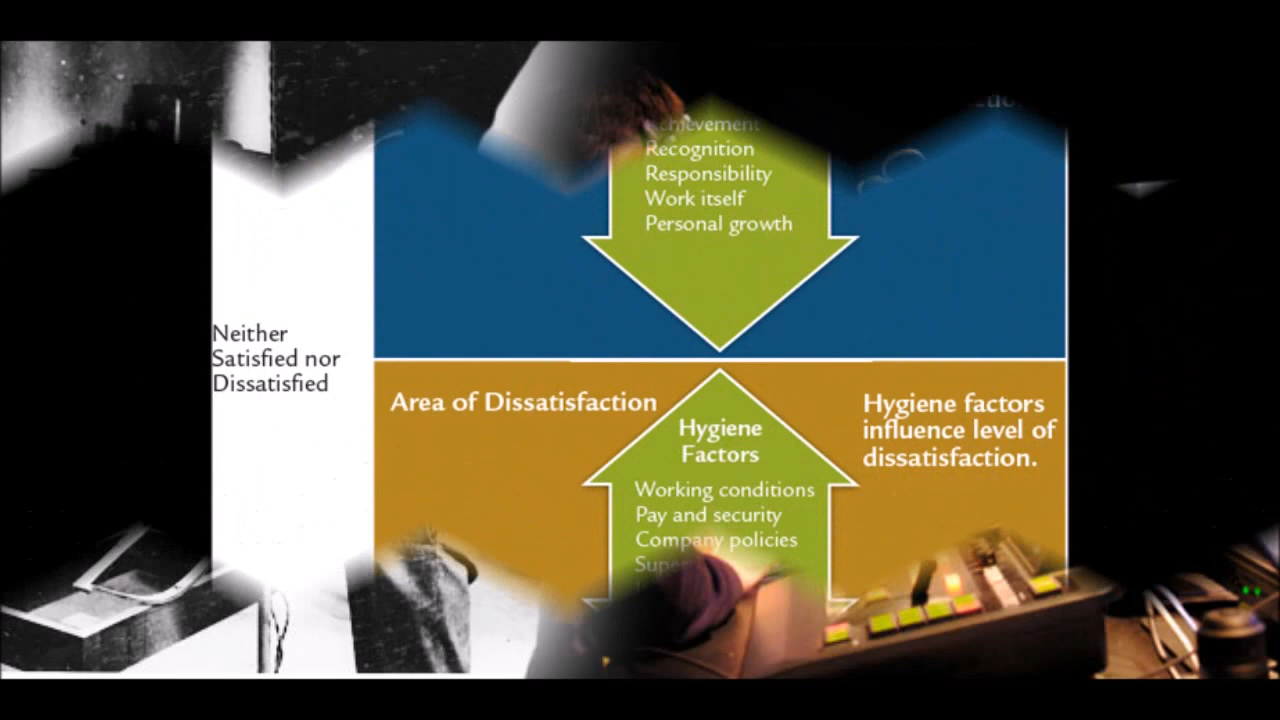 Achievement
Recognition
Responsibility
Work itself
Personal growth
Neither
Satisfied nor
Dissatisfied
Area of Dissatisfaction
Hygiene
Factors
Working conditions
Pay and security
Company policies
Hygiene factors
influence level of
dissatisfaction.